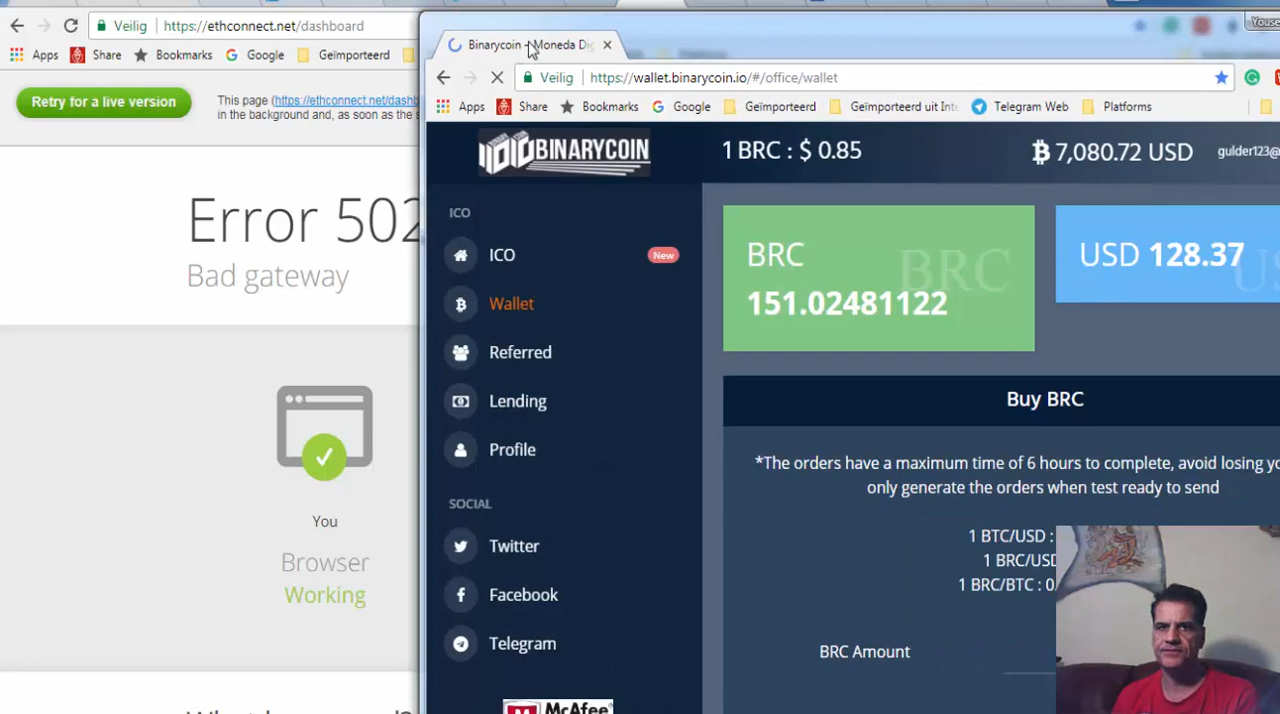 Veilig https://ethconnect.net/dashboard
Apps Share Bookmarks Google Geïmporteerd
Retry for a live version
This page (https://ethconnect.net/dashb
in the background and, as soon as the s
Error 502
Bad gateway
You
Browser
Working
Youse
Binarycoin - Moneda Di
Veilig https://wallet.binarycoin.io/#/office/wallet
Apps Share Bookmarks Google Geïmporteerd Geïmporteerd uit Int Telegram Web Platforms
BINARYCOIN
1 BRC : $ 0.85
7,080.72 USD
gulder123@
ICO
ICO New
Wallet
Referred
Lending
Profile
SOCIAL
Twitter
Facebook
Telegram
McAfee
BRC
BRC
151.02481122
USD 128.37
Buy BRC
*The orders have a maximum time of 6 hours to complete, avoid losing yo
only generate the orders when test ready to send
1 BTC/USD :
1 BRC/USD
1 BRC/BTC : 0.
BRC Amount